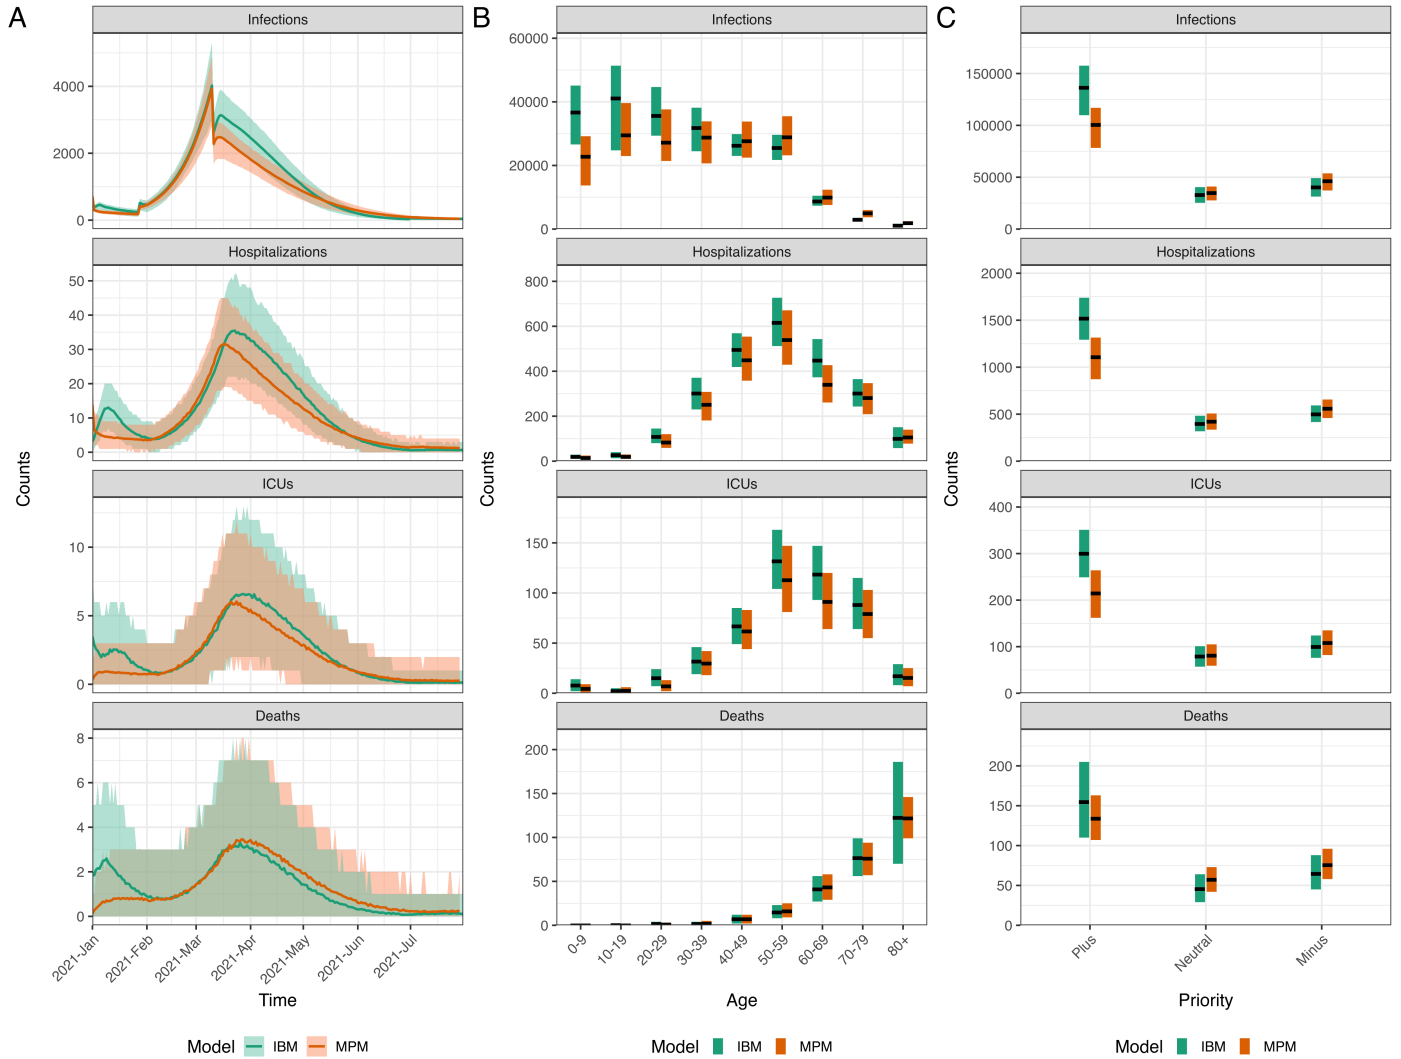 A
Infections
4000
2000
0
Hospitalizations
50
40
30
20
10
0
ICUs
10
5
0
Deaths
8
6
4
2
0
Counts
2021-Jan
2021-Feb
2021-Mar
2021-Apr
2021-May
2021-Jun
2021-Jul
Time
Model IBM MPM
B
Infections
60000
40000
20000
0
Hospitalizations
800
600
400
200
0
ICUs
150
100
50
0
Deaths
200
150
100
50
0
Counts
0-9
10-19
20-29
30-39
40-49
50-59
60-69
70-79
80+
Age
Model IBM MPM
C
Infections
150000
100000
50000
0
Hospitalizations
2000
1500
1000
500
0
ICUs
400
300
200
100
0
Deaths
200
150
100
50
0
Counts
Plus
Neutral
Minus
Priority
Model IBM MPM